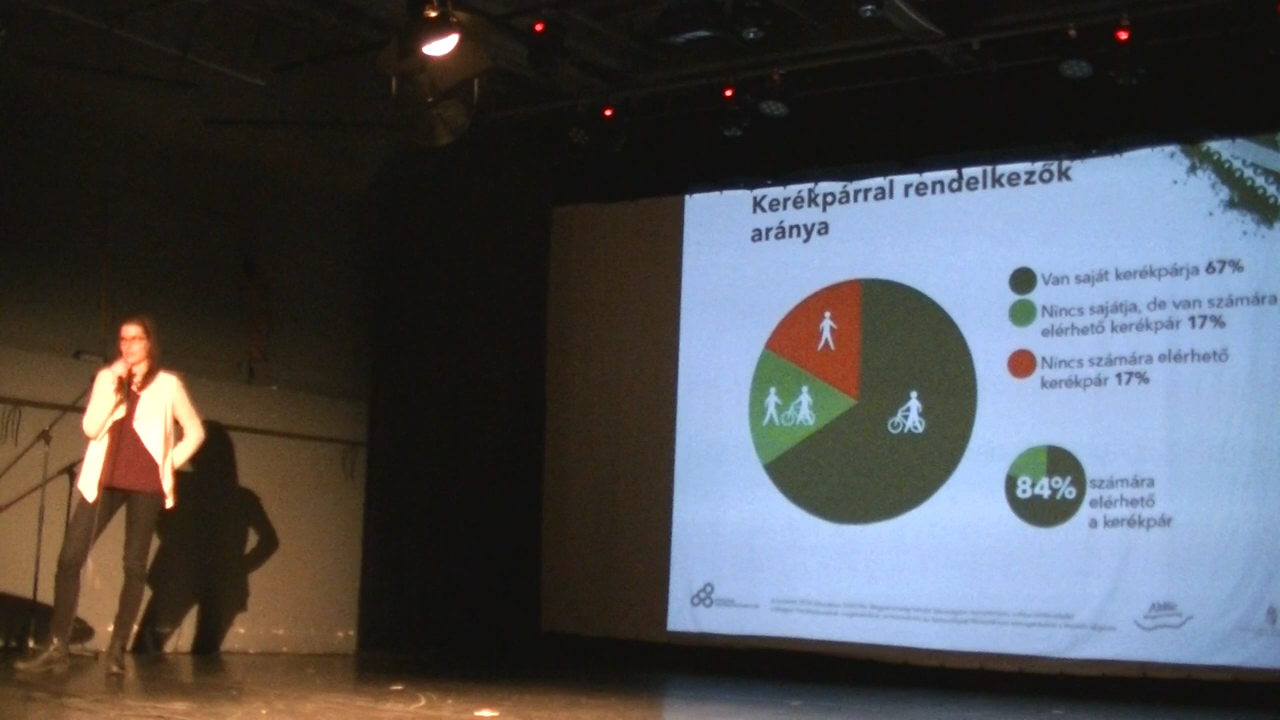 Kerékpárral rendelkezők
aránya
Van saját kerékpárja 67%
Nincs sajátja, de van számára
elérhető kerékpár 17%
Nincs számára elérhető
kerékpár 17%
84%
számára
elérhető
a kerékpár